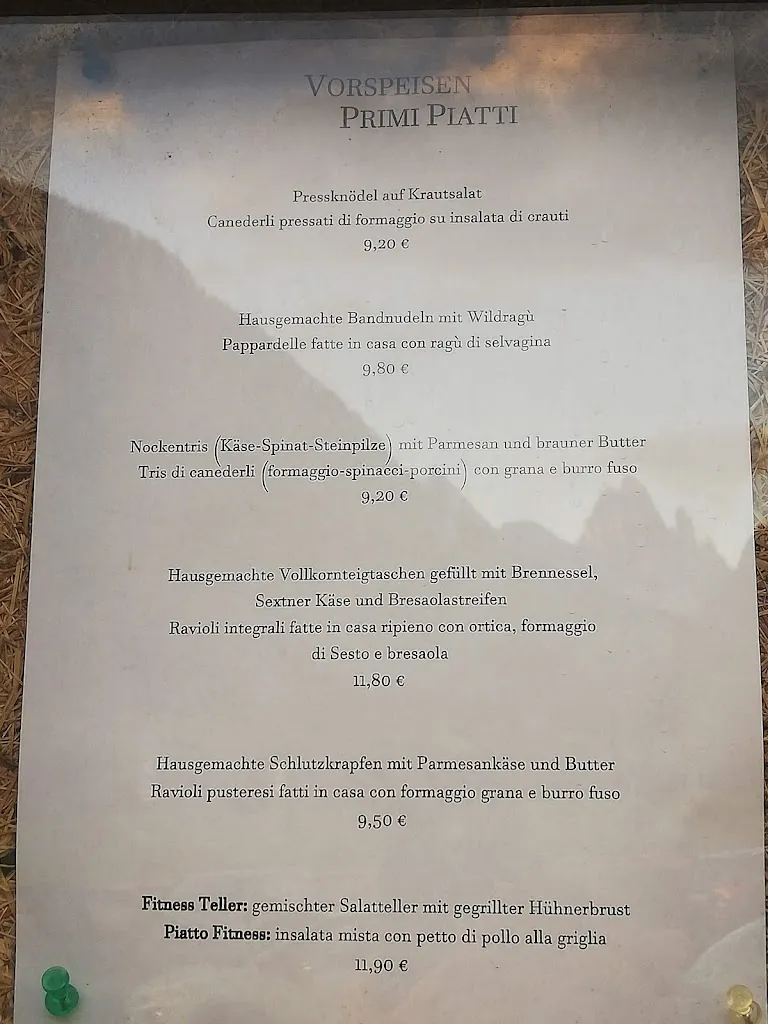 VORSPEISEN
PRIMI PIATTI
Pressknödel auf Krautsalat
Canederli pressati di formaggio su insalata di crauti
9,20 €
Hausgemachte Bandnudeln mit Wildragù
Pappardelle fatte in casa con ragù di selvagina
9,80 €
Nockentris (Käse-Spinat-Steinpilze) mit Parmesan und brauner Butter
Tris di canederli (formaggio-spinacci-porcini) con grana e burro fuso
9,20 €
Hausgemachte Vollkornteigtaschen gefüllt mit Brennessel,
Sextner Käse und Bresaolastreifen
Ravioli integrali fatte in casa ripieno con ortica, formaggio
di Sesto e bresaola
11,80 €
Hausgemachte Schlutzkrapfen mit Parmesankäse und Butter
Ravioli pusteresi fatti in casa con formaggio grana e burro fuso
9,50 €
Fitness Teller: gemischter Salatteller mit gegrillter Hühnerbrust
Piatto Fitness: insalata mista con petto di pollo alla griglia
11,90 €